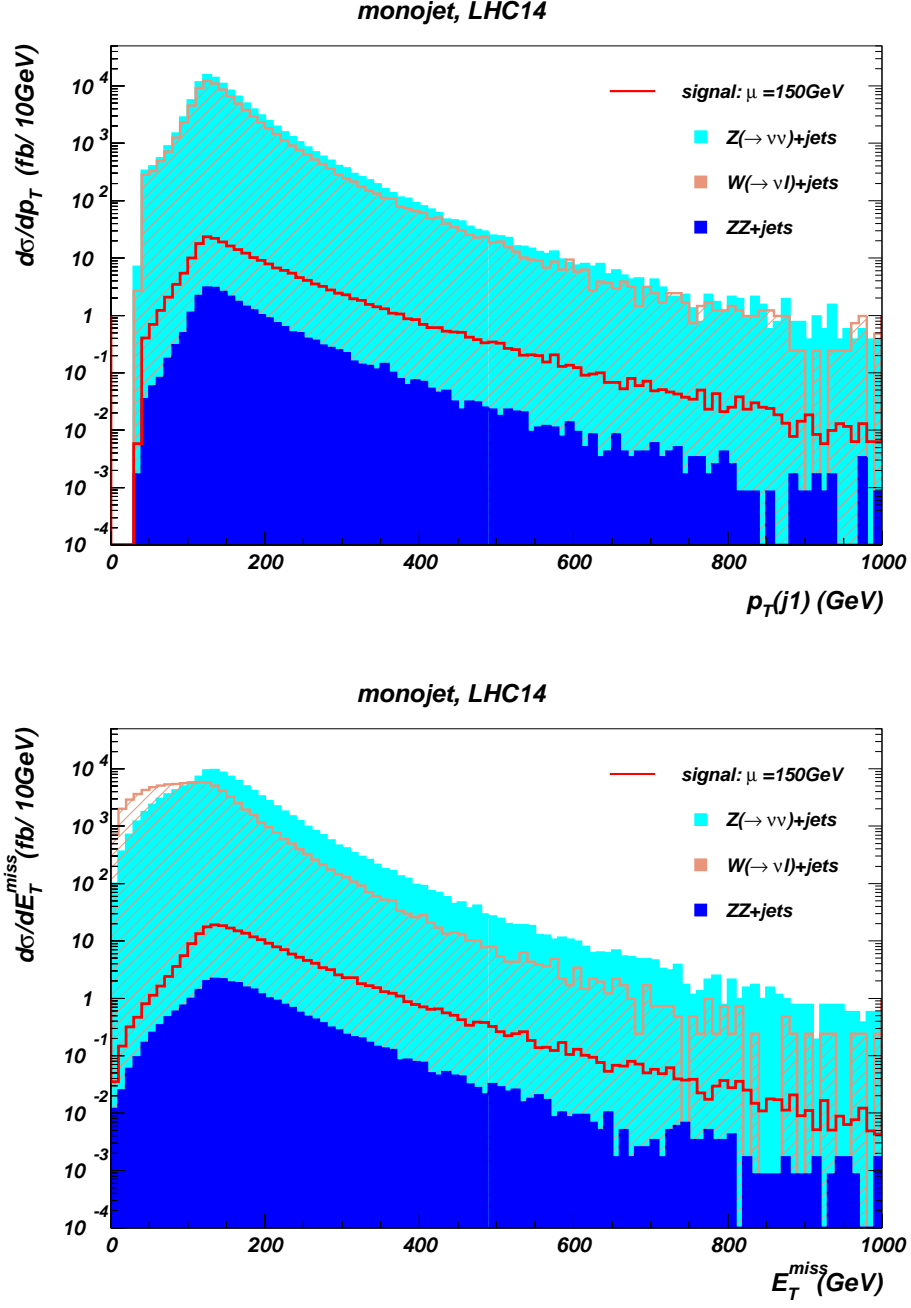 monojet, LHC14
dσ/dp_T (fb/ 10GeV)
signal: μ =150GeV
Z(→ νν)+jets
W(→ νl)+jets
ZZ+jets
10^4
10^3
10^2
10
1
10^-1
10^-2
10^-3
10^-4
0 200 400 600 800 1000
p_T(j1) (GeV)
monojet, LHC14
dσ/dE_T^miss(fb/ 10GeV)
signal: μ =150GeV
Z(→ νν)+jets
W(→ νl)+jets
ZZ+jets
10^4
10^3
10^2
10
1
10^-1
10^-2
10^-3
10^-4
0 200 400 600 800 1000
E_T^miss(GeV)